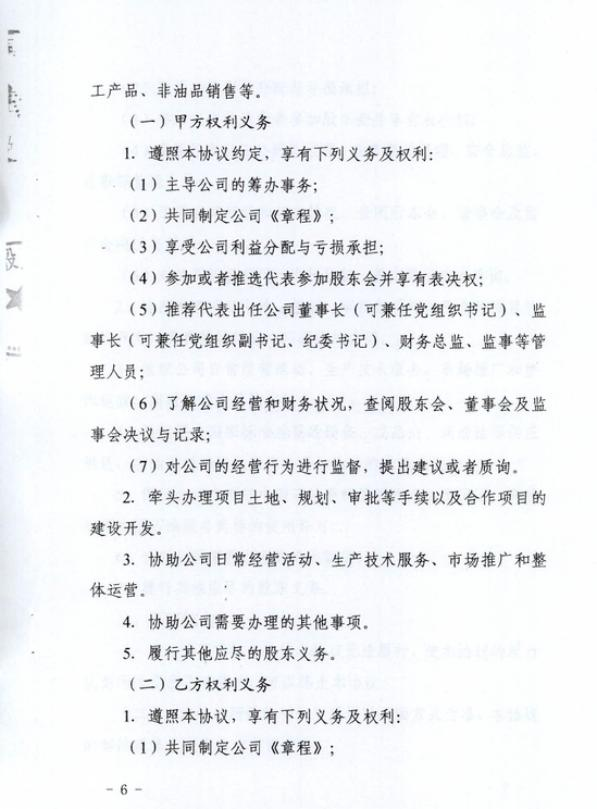 工产品、非油品销售等。
（一）甲方权利义务
1. 遵照本协议约定，享有下列义务及权利：
（1）主导公司的筹办事务；
（2）共同制定公司《章程》；
（3）享受公司利益分配与亏损承担；
（4）参加或者推选代表参加股东会并享有表决权；
（5）推荐代表出任公司董事长（可兼任党组织书记）、监
事长（可兼任党组织副书记、纪委书记）、财务总监、监事等管
理人员；
（6）了解公司经营和财务状况，查阅股东会、董事会及监
事会决议与记录；
（7）对公司的经营行为进行监督，提出建议或者质询。
2. 牵头办理项目土地、规划、审批等手续以及合作项目的
建设开发。
3. 协助公司日常经营活动、生产技术服务、市场推广和整
体运营。
4. 协助公司需要办理的其他事项。
5. 履行其他应尽的股东义务。
（二）乙方权利义务
1. 遵照本协议，享有下列义务及权利：
（1）共同制定公司《章程》；
- 6 -